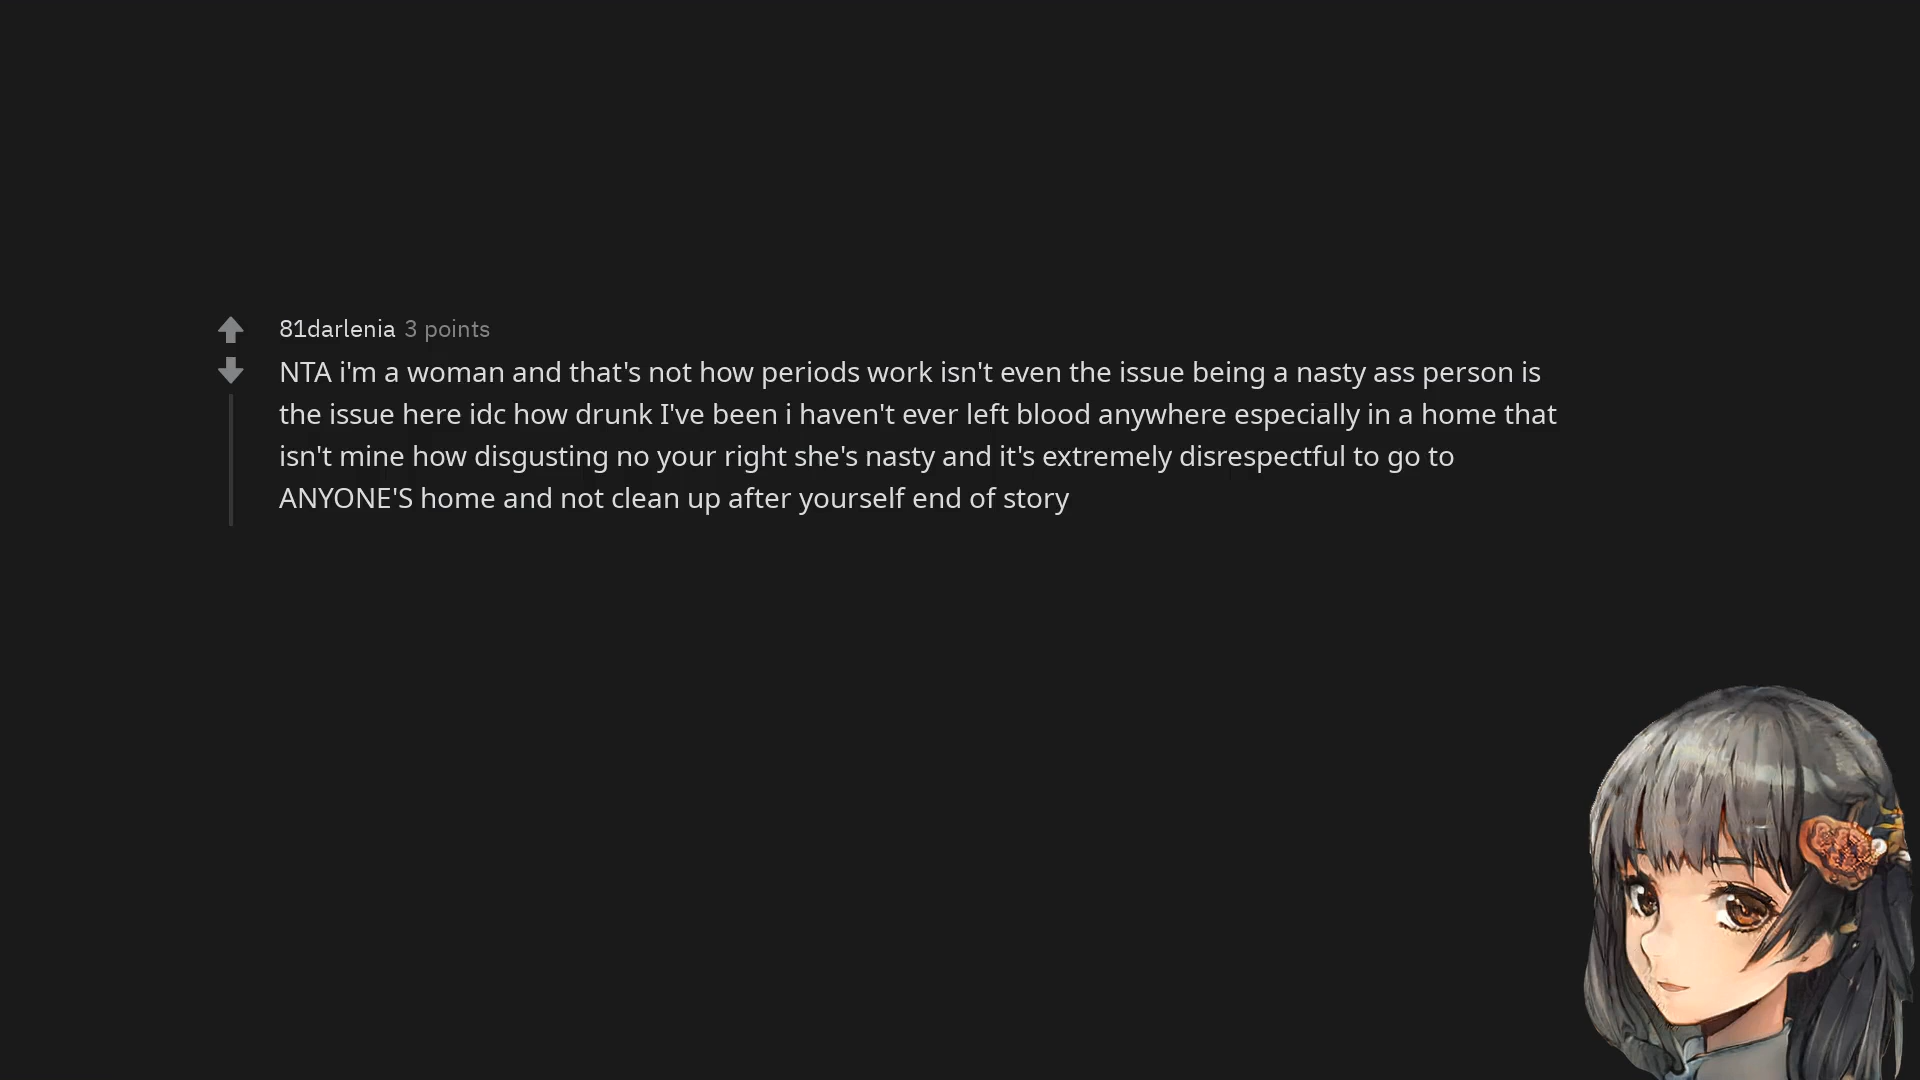 81darlenia 3 points
NTA i'm a woman and that's not how periods work isn't even the issue being a nasty ass person is
the issue here idc how drunk I've been i haven't ever left blood anywhere especially in a home that
isn't mine how disgusting no your right she's nasty and it's extremely disrespectful to go to
ANYONE'S home and not clean up after yourself end of story